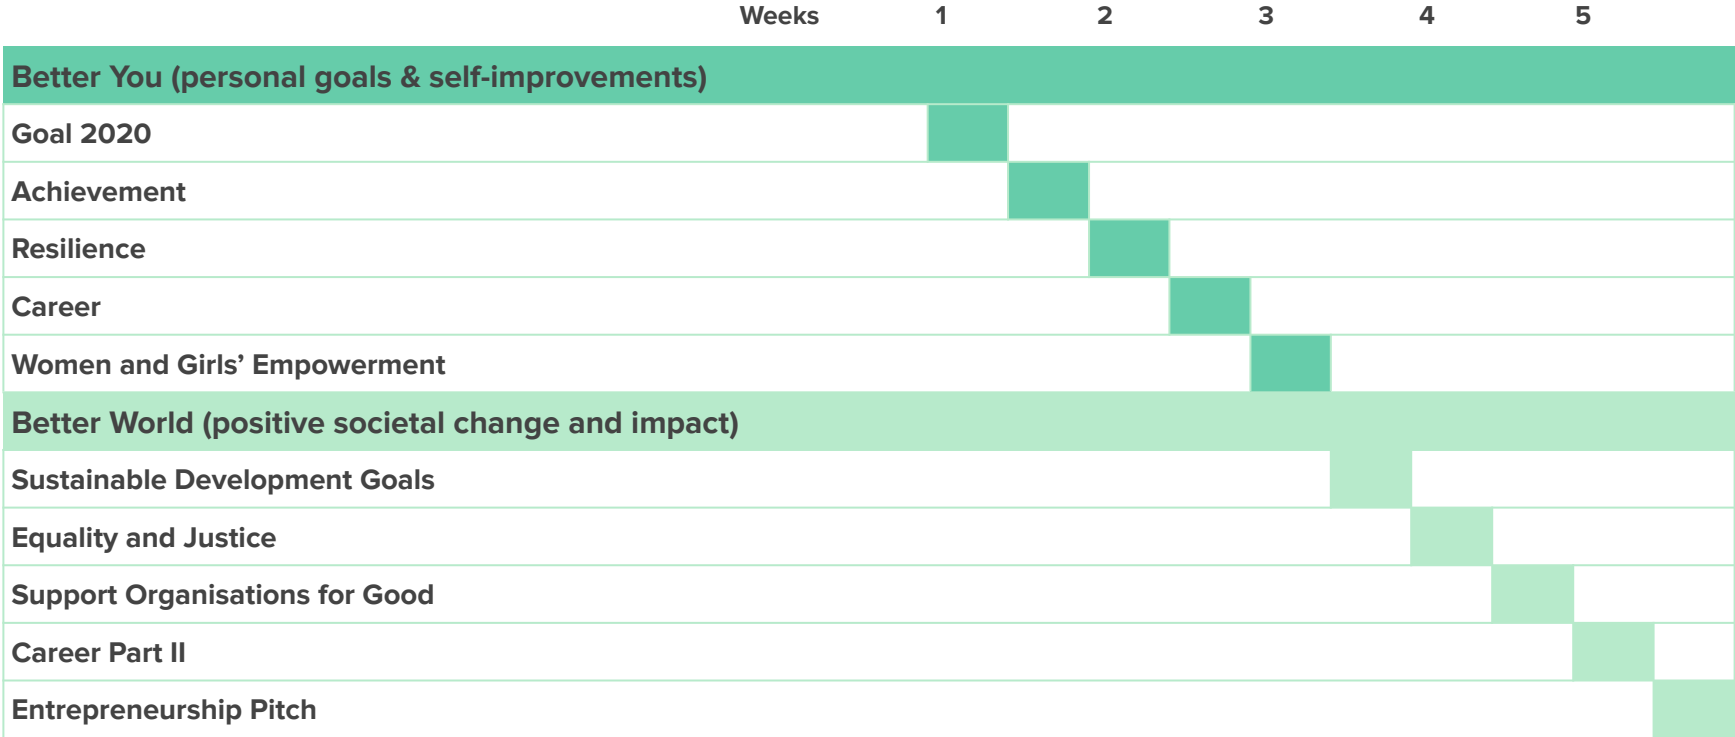 Weeks 1 2 3 4 5
Better You (personal goals & self-improvements)
Goal 2020
Achievement
Resilience
Career
Women and Girls’ Empowerment
Better World (positive societal change and impact)
Sustainable Development Goals
Equality and Justice
Support Organisations for Good
Career Part II
Entrepreneurship Pitch